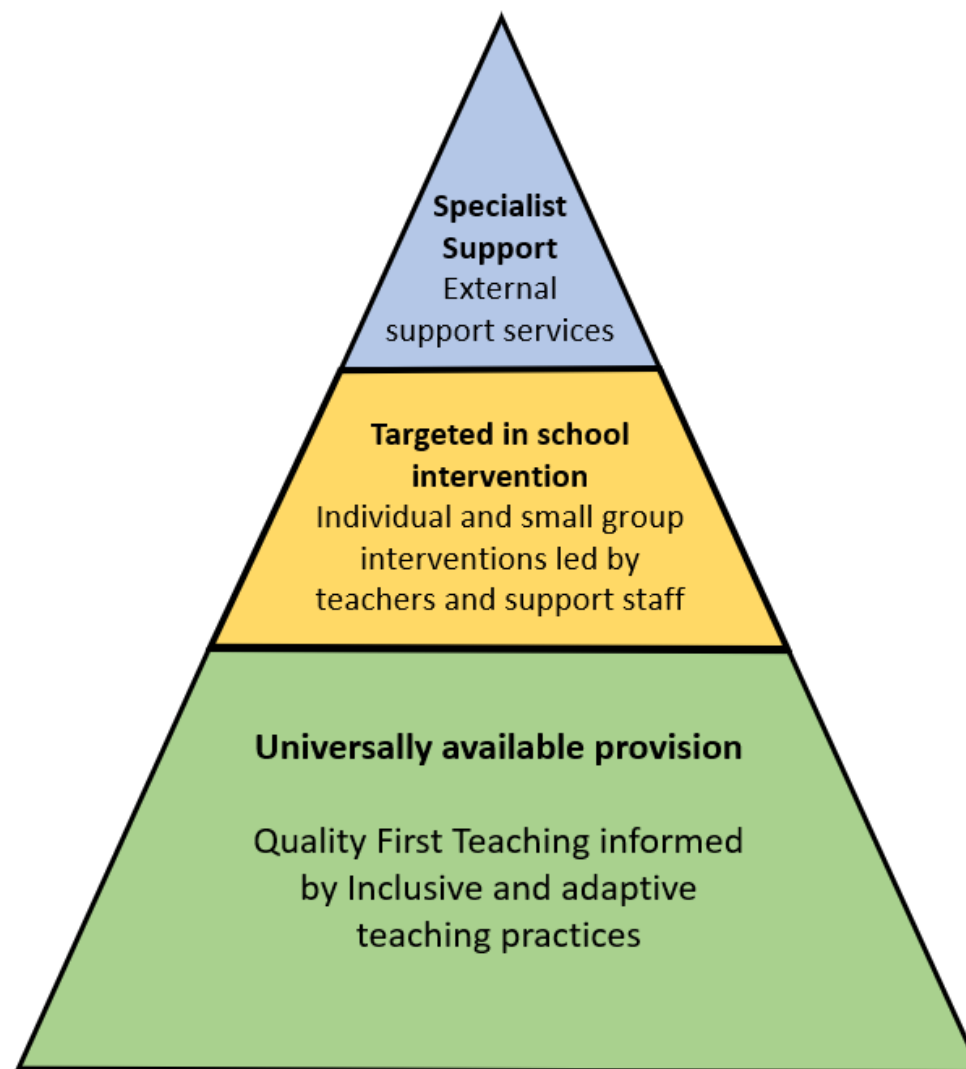 Specialist
Support
External
support services
Targeted in school
intervention
Individual and small group
interventions led by
teachers and support staff
Universally available provision
Quality First Teaching informed
by Inclusive and adaptive
teaching practices